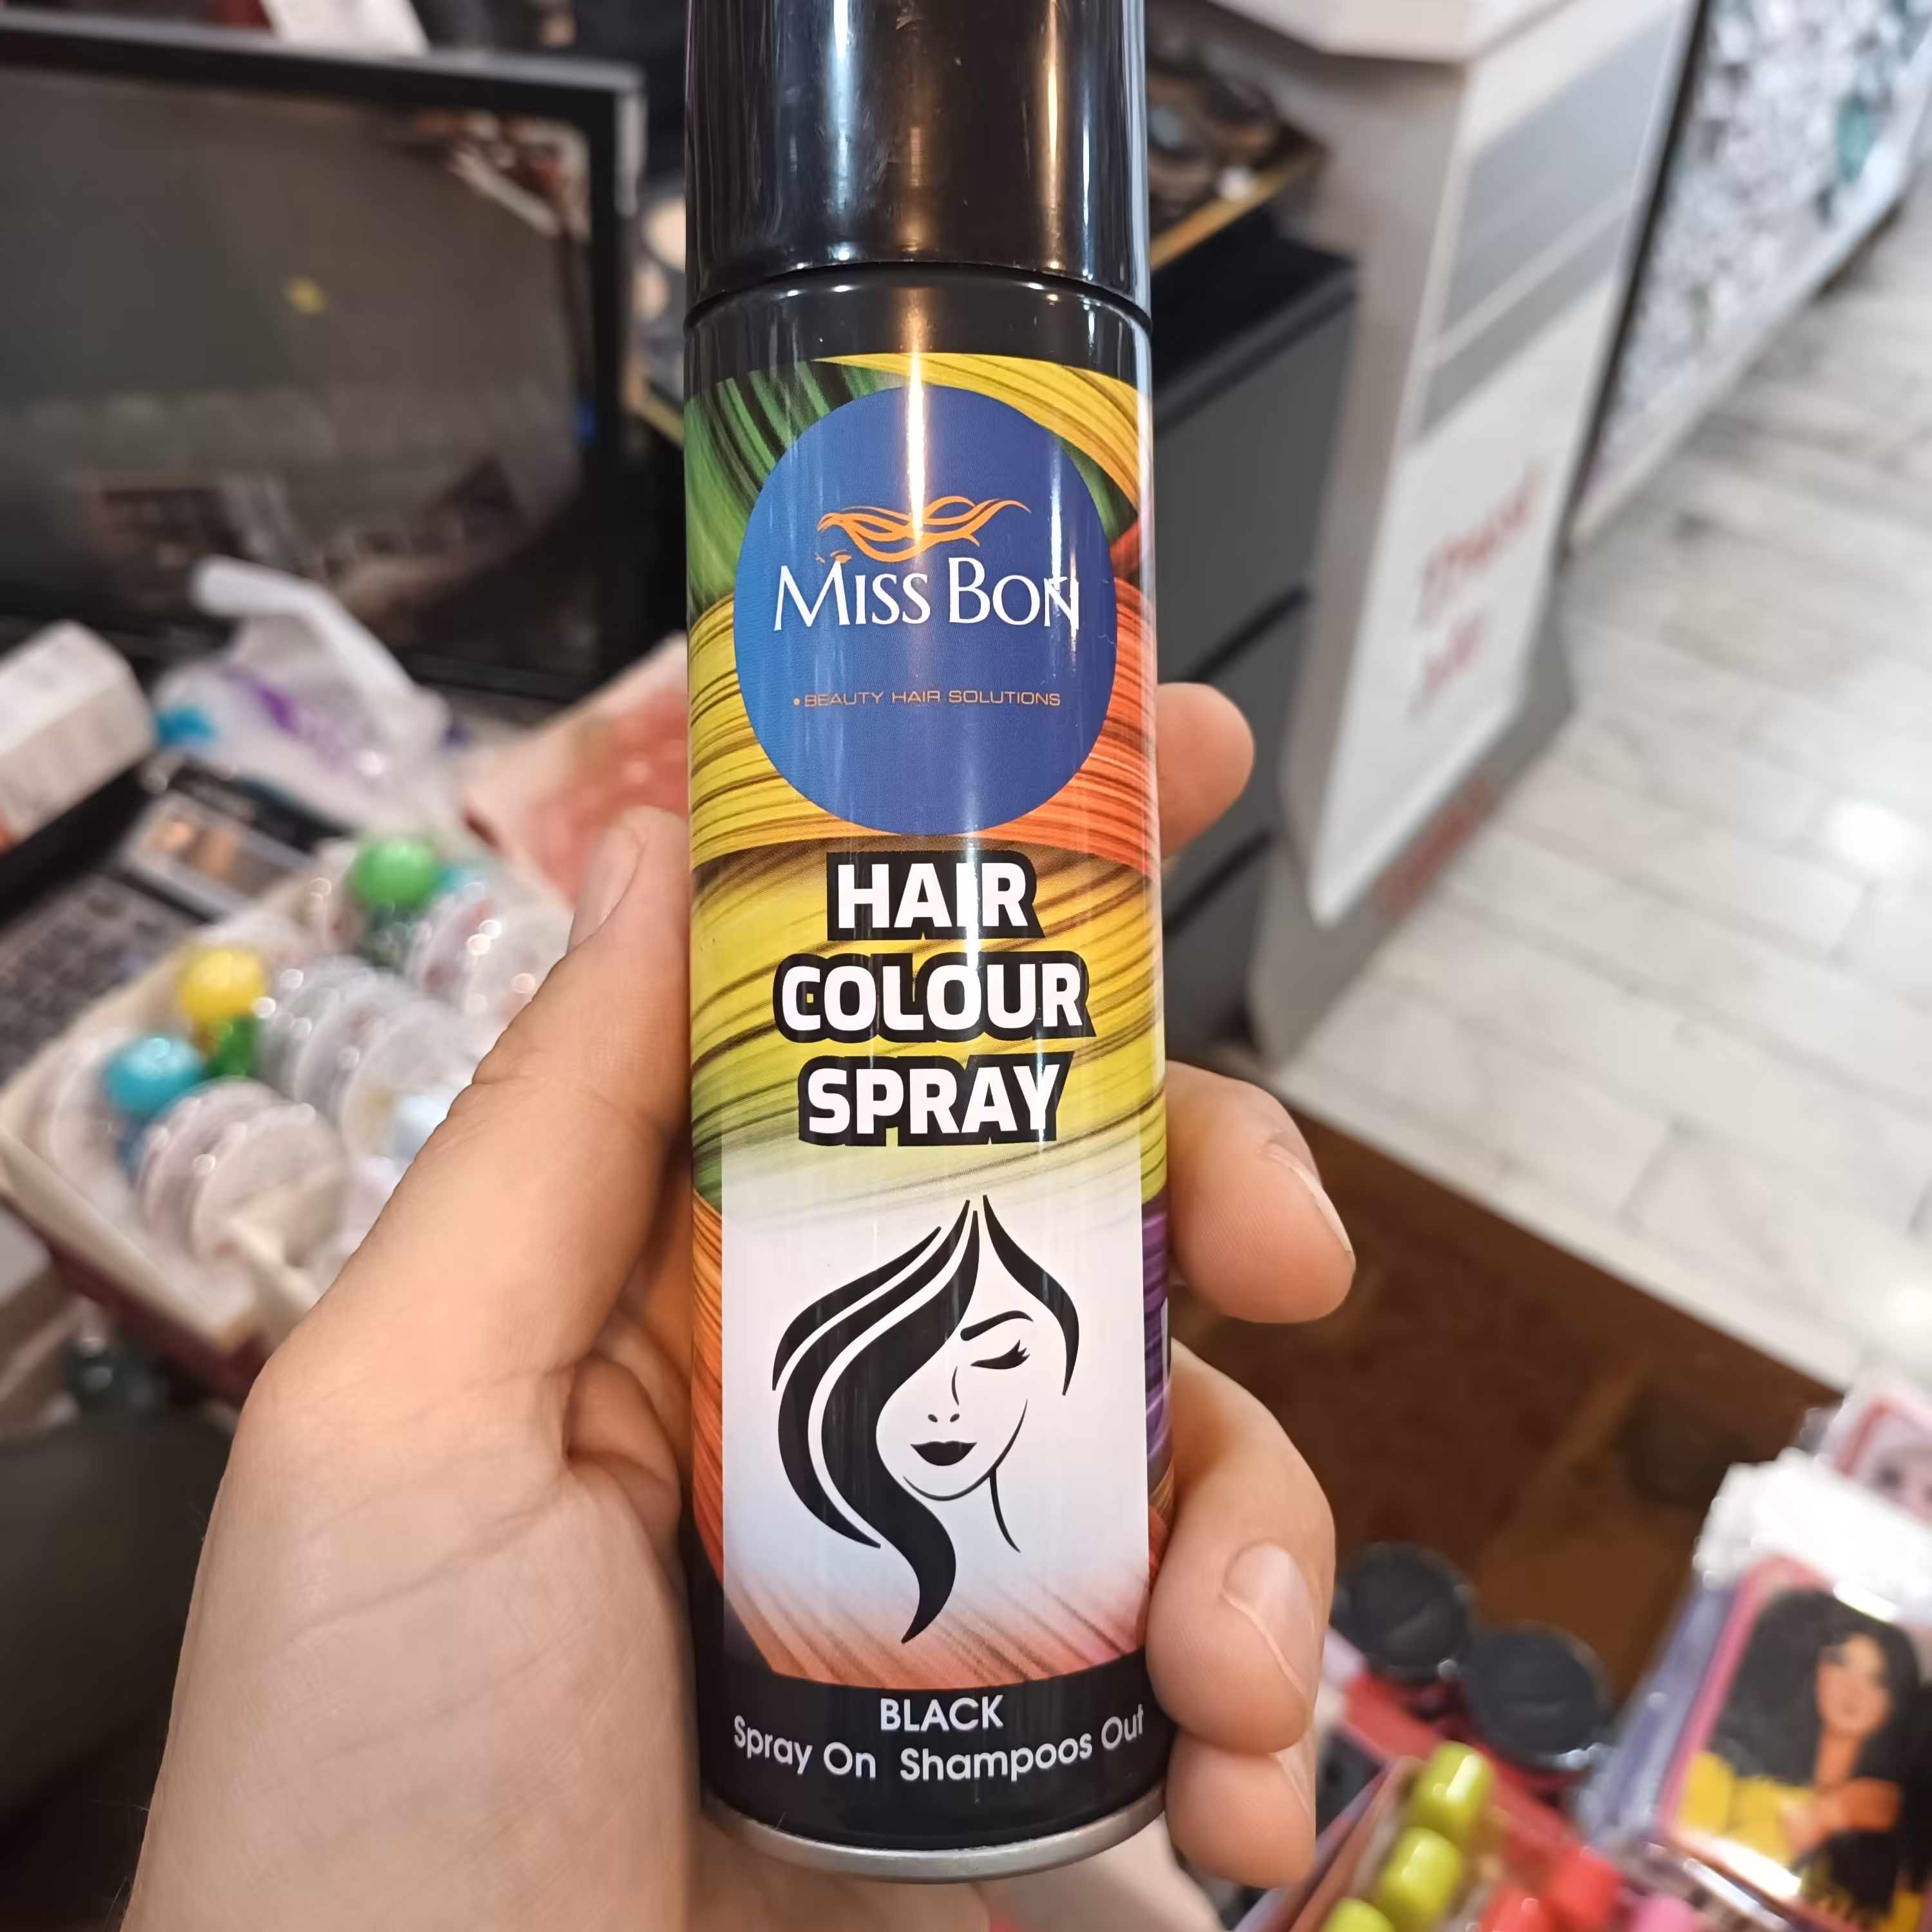 MISS BON
• BEAUTY HAIR SOLUTIONS
HAIR
COLOUR
SPRAY
BLACK
Spray On Shampoos Out